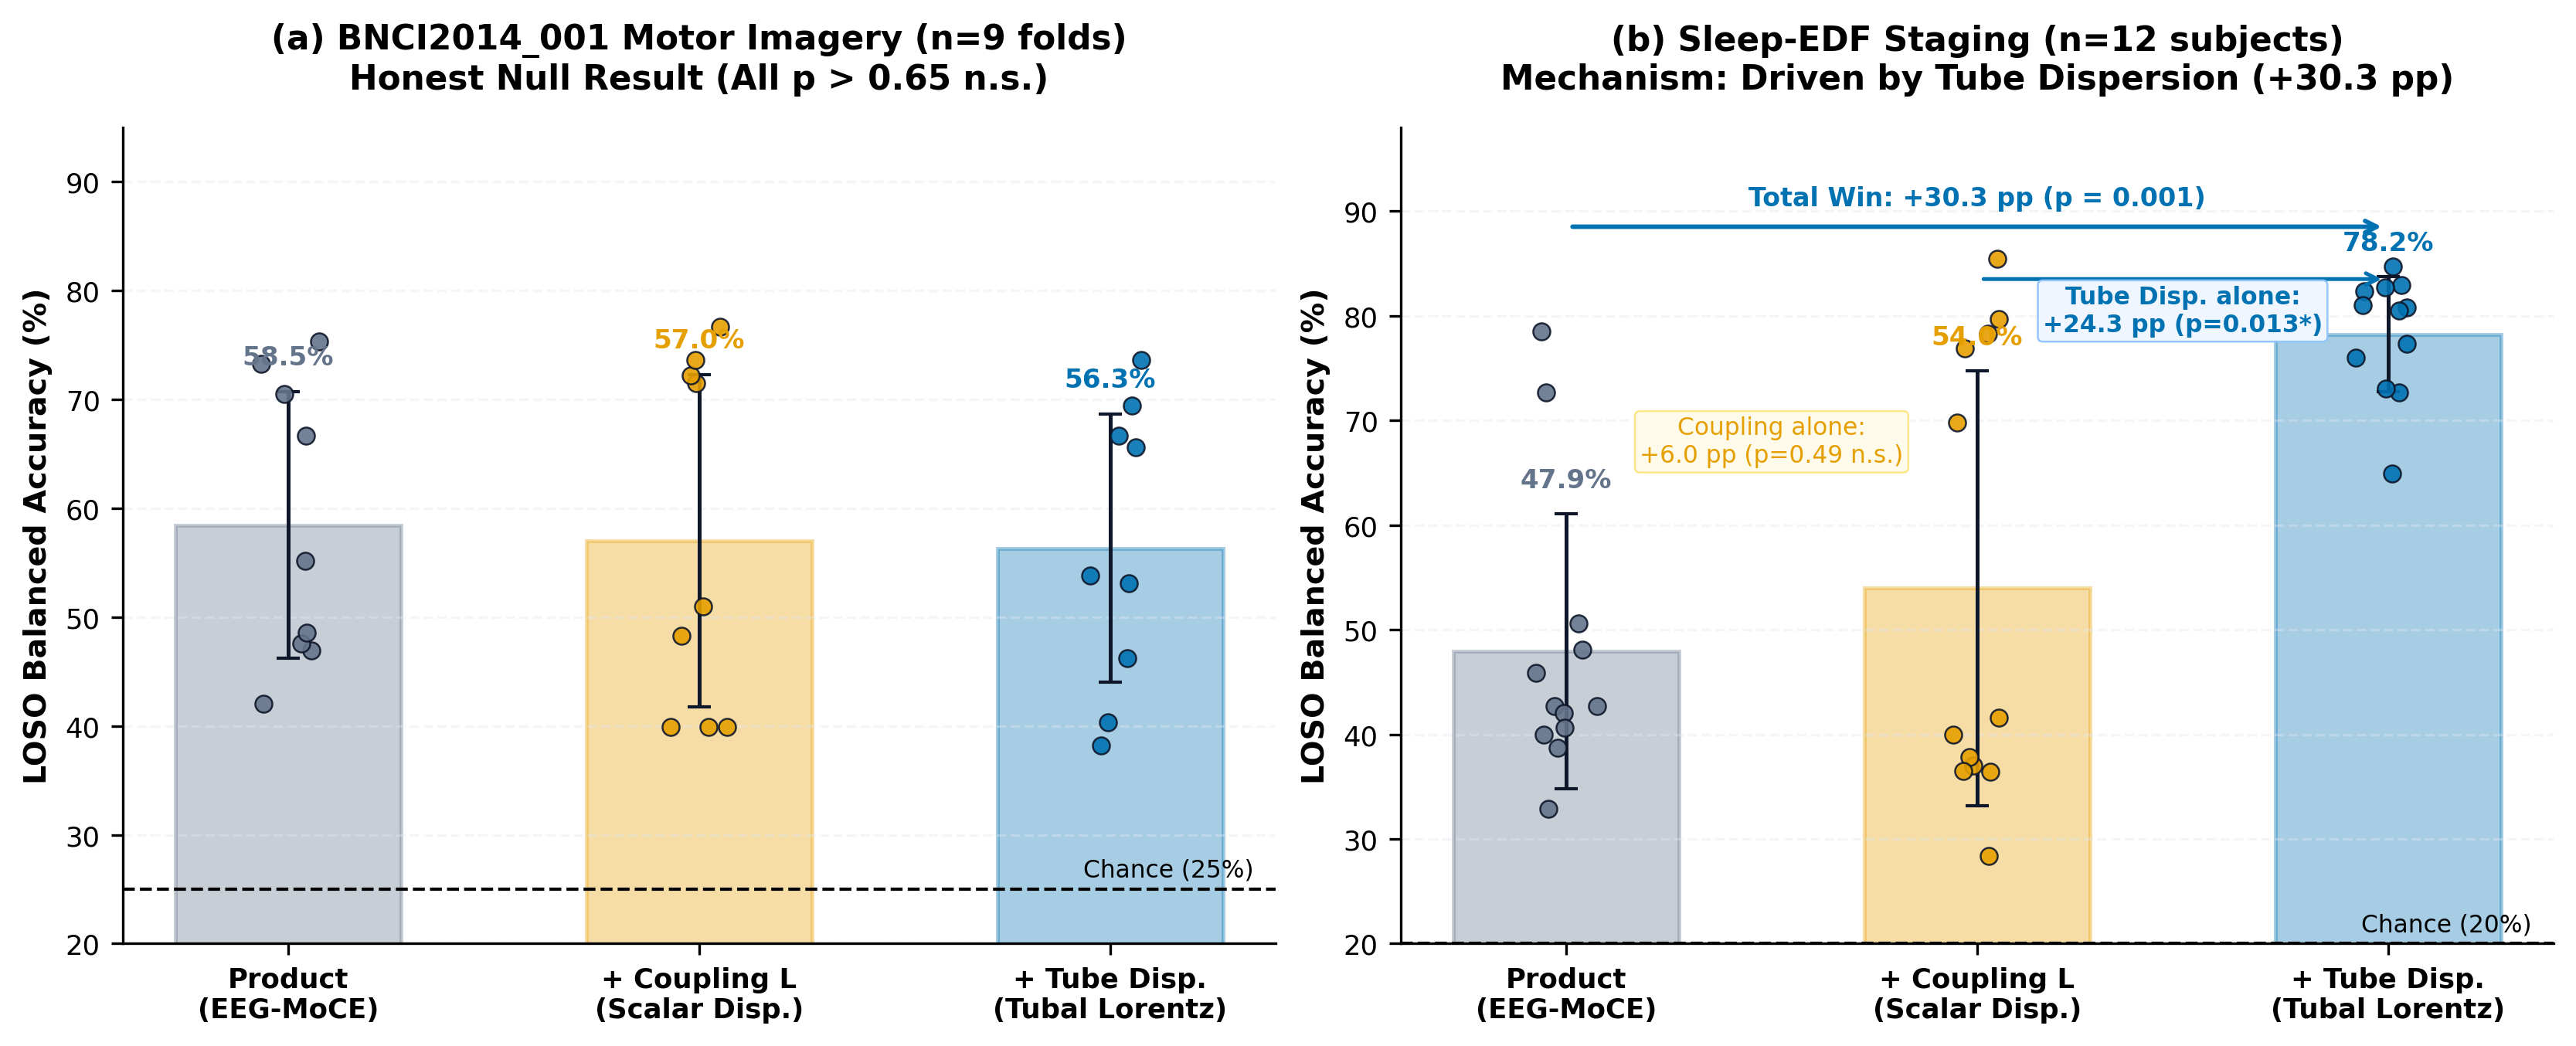 (a) BNCI2014_001 Motor Imagery (n=9 folds)
Honest Null Result (All p > 0.65 n.s.)
LOSO Balanced Accuracy (%)
90
80
70
60
50
40
30
20
58.5%
57.0%
56.3%
Chance (25%)
Product
(EEG-MoCE)
+ Coupling L
(Scalar Disp.)
+ Tube Disp.
(Tubal Lorentz)
(b) Sleep-EDF Staging (n=12 subjects)
Mechanism: Driven by Tube Dispersion (+30.3 pp)
LOSO Balanced Accuracy (%)
90
80
70
60
50
40
30
20
Total Win: +30.3 pp (p = 0.001)
78.2%
Tube Disp. alone:
+24.3 pp (p=0.013*)
54.0%
Coupling alone:
+6.0 pp (p=0.49 n.s.)
47.9%
Chance (20%)
Product
(EEG-MoCE)
+ Coupling L
(Scalar Disp.)
+ Tube Disp.
(Tubal Lorentz)